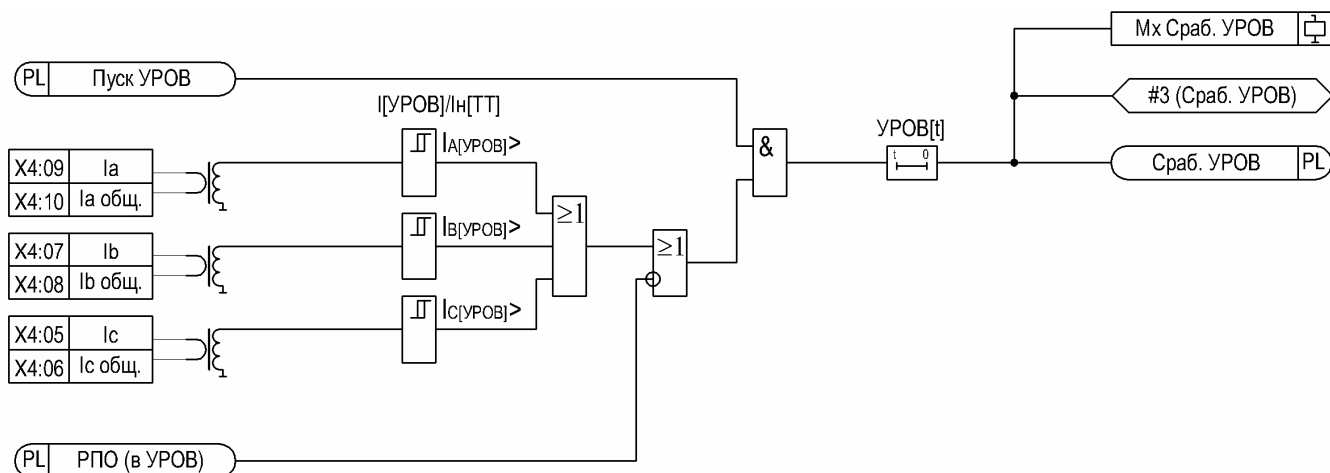 Mx Сраб. УРОВ
PL Пуск УРОВ
#3 (Сраб. УРОВ)
I[УРОВ]/Iн[ТТ]
УРОВ[t]
IA[УРОВ]>
&
t 0
Сраб. УРОВ PL
X4:09 Ia
X4:10 Ia общ.
≥1
IB[УРОВ]>
X4:07 Ib
X4:08 Ib общ.
≥1
IC[УРОВ]>
X4:05 Ic
X4:06 Ic общ.
PL РПО (в УРОВ)